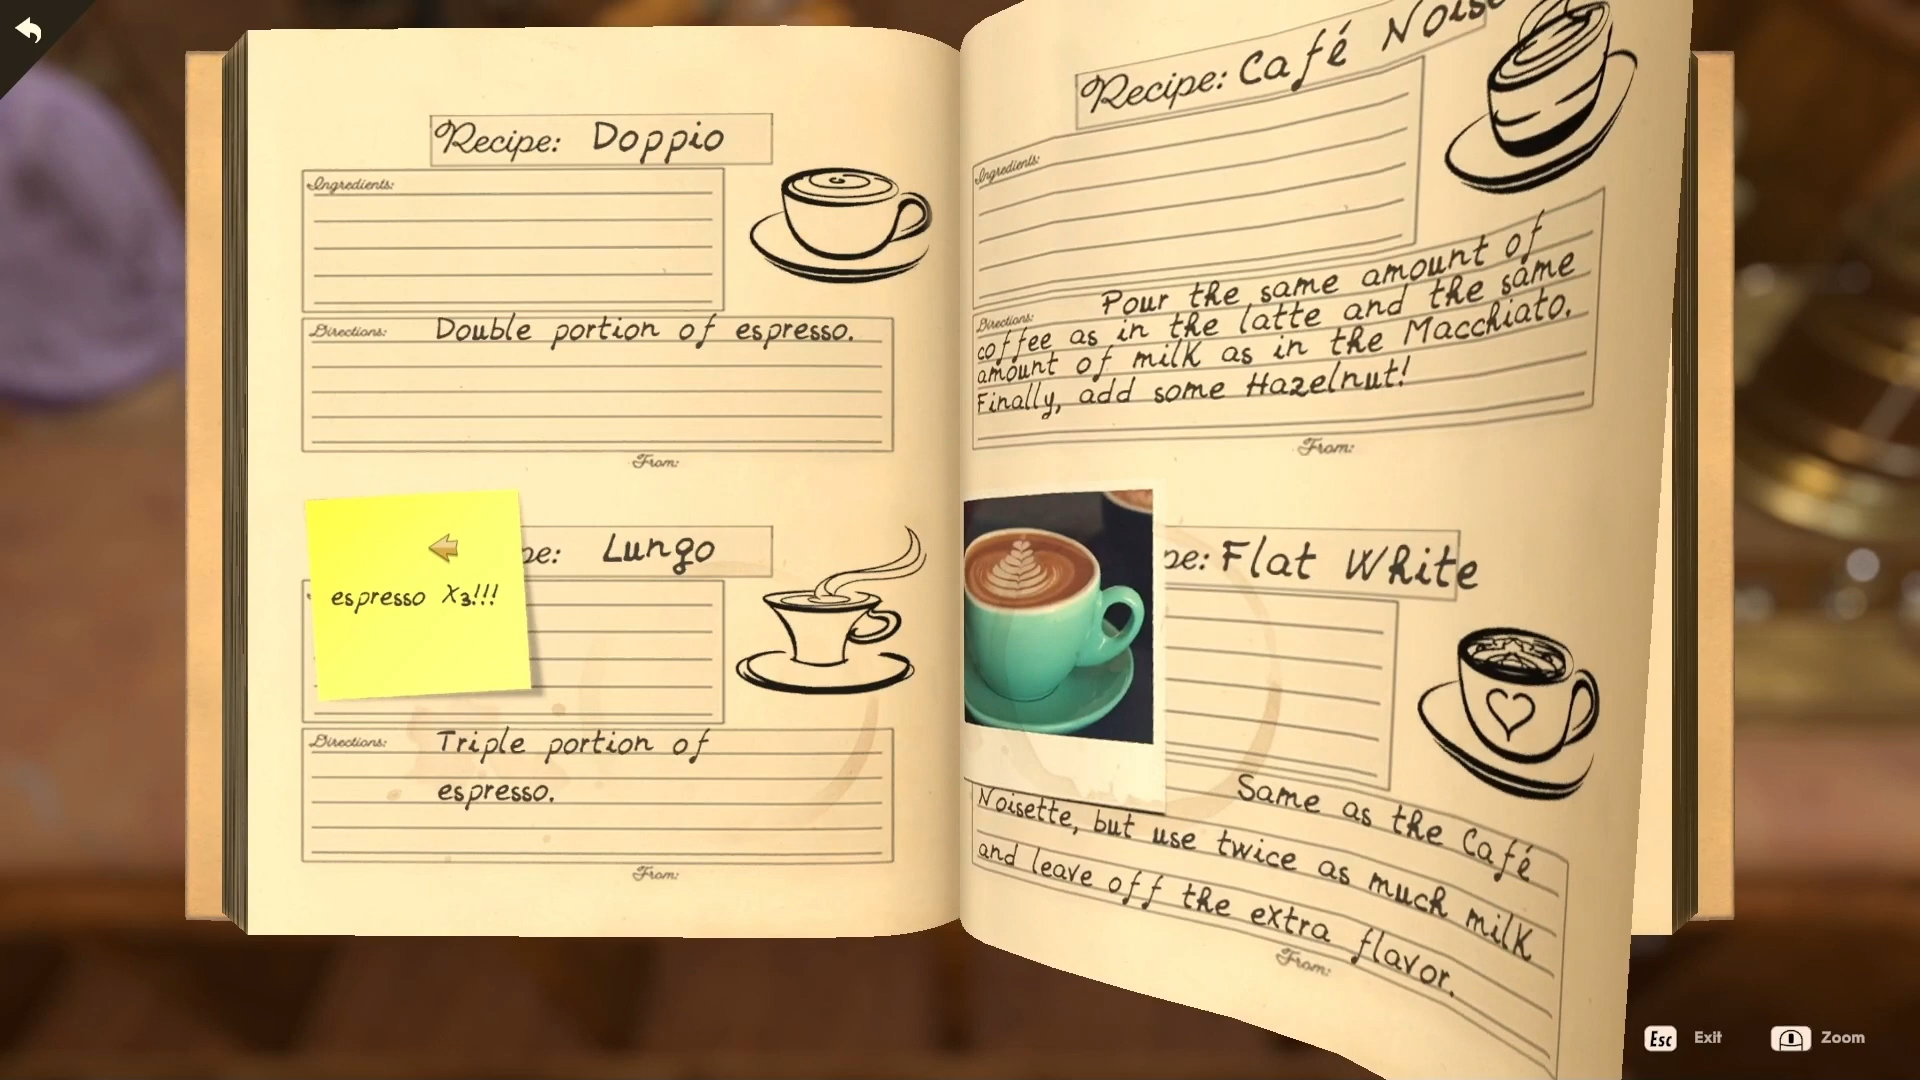 Recipe: Doppio
Ingredients:
Directions: Double portion of espresso.
From:
espresso X3!!!
pe: Lungo
Directions: Triple portion of
espresso.
From:
Recipe: Café Noise
Ingredients:
Directions: Pour the same amount of
coffee as in the latte and the same
amount of milk as in the Macchiato.
Finally, add some Hazelnut!
From:
pe: Flat White
Same as the Café
Noisette, but use twice as much milk
and leave off the extra flavor.
From:
Esc Exit Zoom